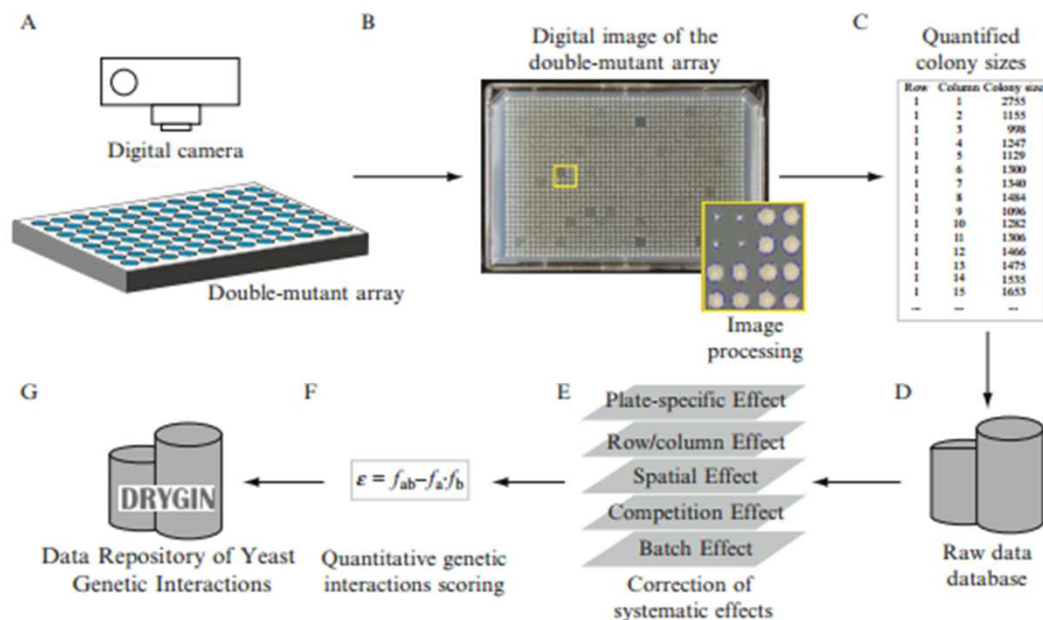 A
B
C
Digital image of the
double-mutant array
Quantified
colony sizes
Digital camera
Double-mutant array
Image
processing
Row Column Colony size
1 1 2755
1 2 1155
1 3 998
1 4 1247
1 5 1129
1 6 1300
1 7 1340
1 8 1484
1 9 1096
1 10 1282
1 11 1306
1 12 1466
1 13 1475
1 14 1535
1 15 1653
... ... ...
G
F
E
D
DRYGIN
Data Repository of Yeast
Genetic Interactions
ε = fab–fa·fb
Quantitative genetic
interactions scoring
Plate-specific Effect
Row/column Effect
Spatial Effect
Competition Effect
Batch Effect
Correction of
systematic effects
Raw data
database